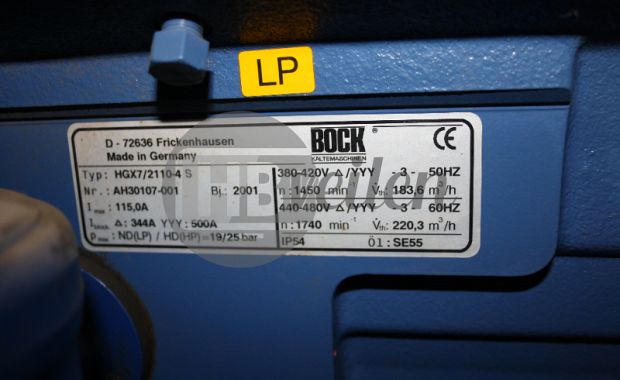 LP
D - 72636 Frickenhausen
Made in Germany
BOCK®
KÄLTEMASCHINEN
CE
Typ : HGX7/2110-4 S
Nr. : AH30107-001 Bj.: 2001
I max : 115,0A
I block. Δ: 344A YYY: 500A
P max : ND(LP) / HD(HP)=19/25 bar
380-420V Δ/YYY - 3 - 50HZ
n: 1450 min⁻¹ V̇th: 183,6 m³/h
440-480V Δ/YYY - 3 - 60HZ
n: 1740 min⁻¹ V̇th: 220,3 m³/h
IP54 Öl: SE55